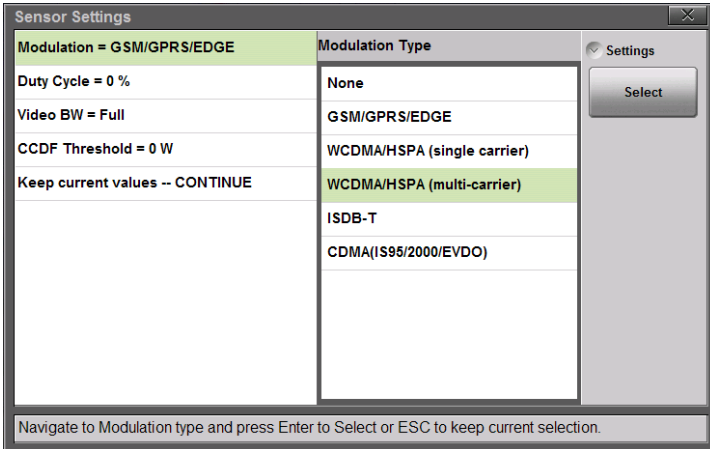 Sensor Settings
Modulation = GSM/GPRS/EDGE
Duty Cycle = 0 %
Video BW = Full
CCDF Threshold = 0 W
Keep current values -- CONTINUE
Modulation Type
None
GSM/GPRS/EDGE
WCDMA/HSPA (single carrier)
WCDMA/HSPA (multi-carrier)
ISDB-T
CDMA(IS95/2000/EVDO)
Settings
Select
Navigate to Modulation type and press Enter to Select or ESC to keep current selection.